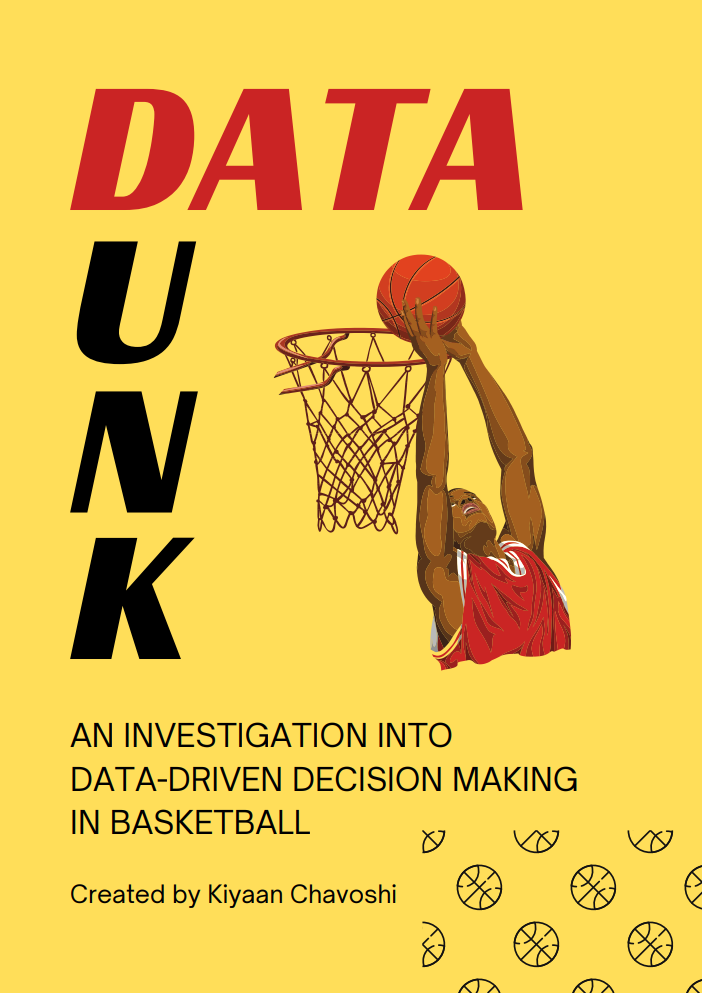 DATA
U
N
K
AN INVESTIGATION INTO
DATA-DRIVEN DECISION MAKING
IN BASKETBALL
Created by Kiyaan Chavoshi